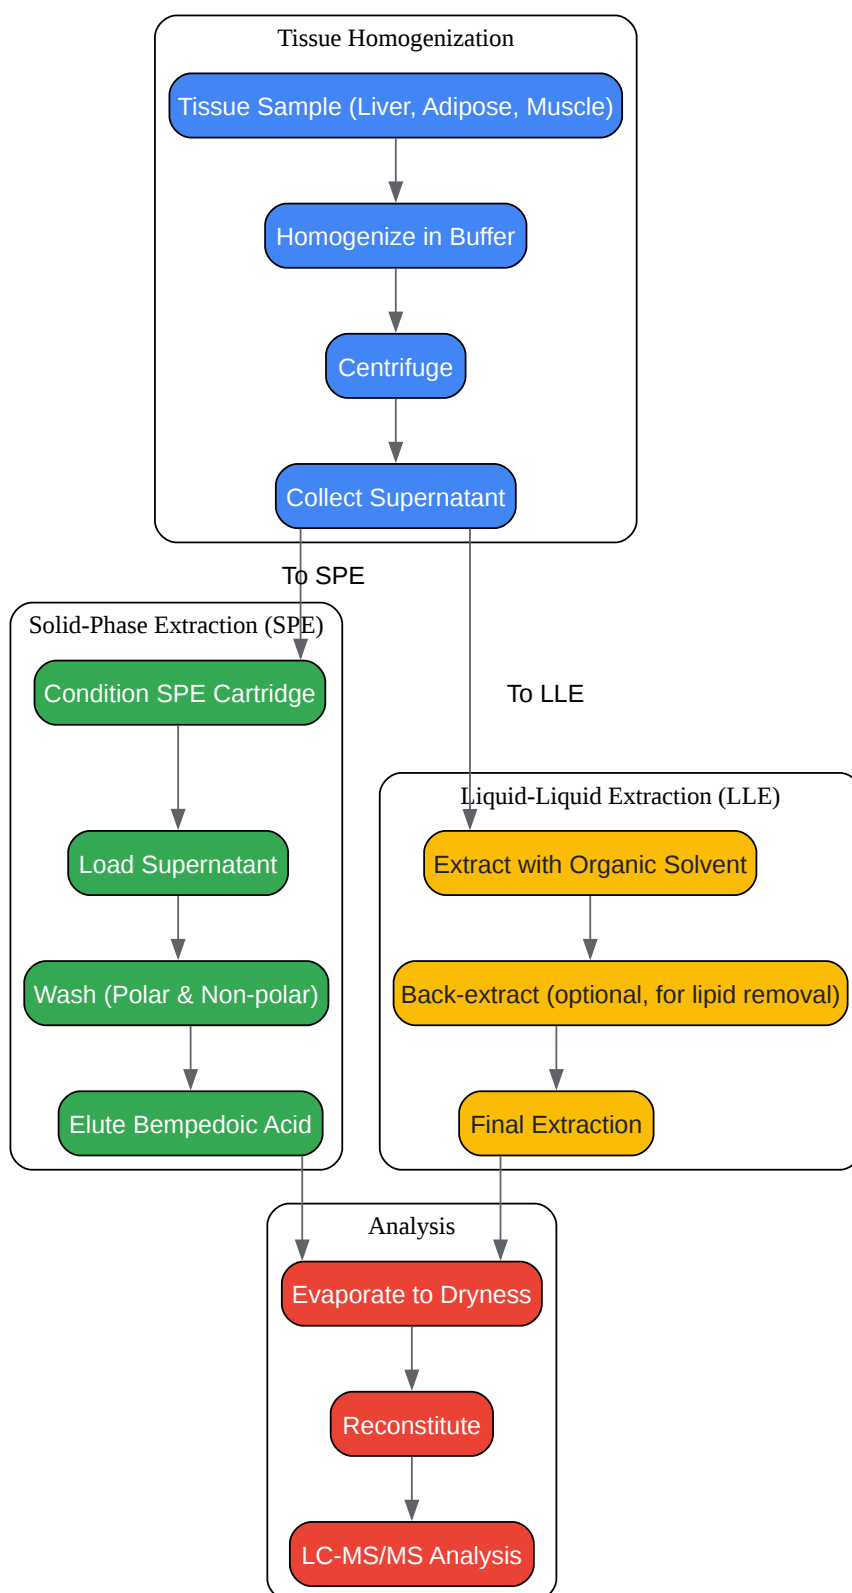 Tissue Homogenization
Tissue Sample (Liver, Adipose, Muscle)
Homogenize in Buffer
Centrifuge
Collect Supernatant
To SPE
Solid-Phase Extraction (SPE)
Condition SPE Cartridge
Load Supernatant
Wash (Polar & Non-polar)
Elute Bempedoic Acid
To LLE
Liquid-Liquid Extraction (LLE)
Extract with Organic Solvent
Back-extract (optional, for lipid removal)
Final Extraction
Analysis
Evaporate to Dryness
Reconstitute
LC-MS/MS Analysis